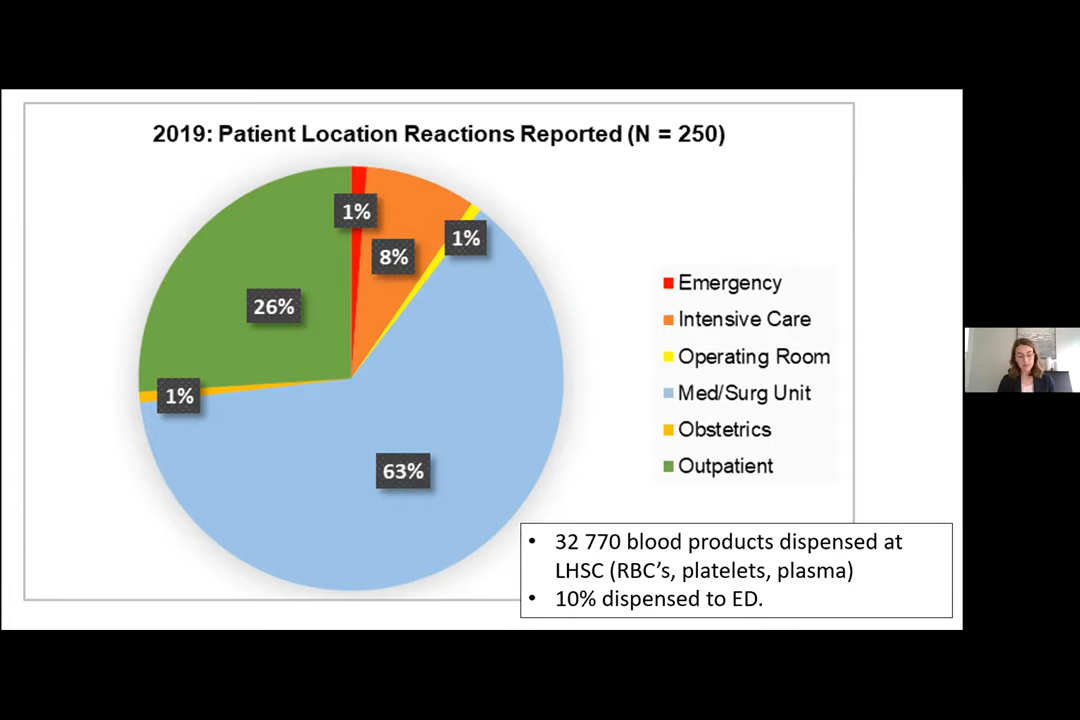 2019: Patient Location Reactions Reported (N = 250)
1%
8%
1%
26%
1%
63%
Emergency
Intensive Care
Operating Room
Med/Surg Unit
Obstetrics
Outpatient
• 32 770 blood products dispensed at
LHSC (RBC’s, platelets, plasma)
• 10% dispensed to ED.